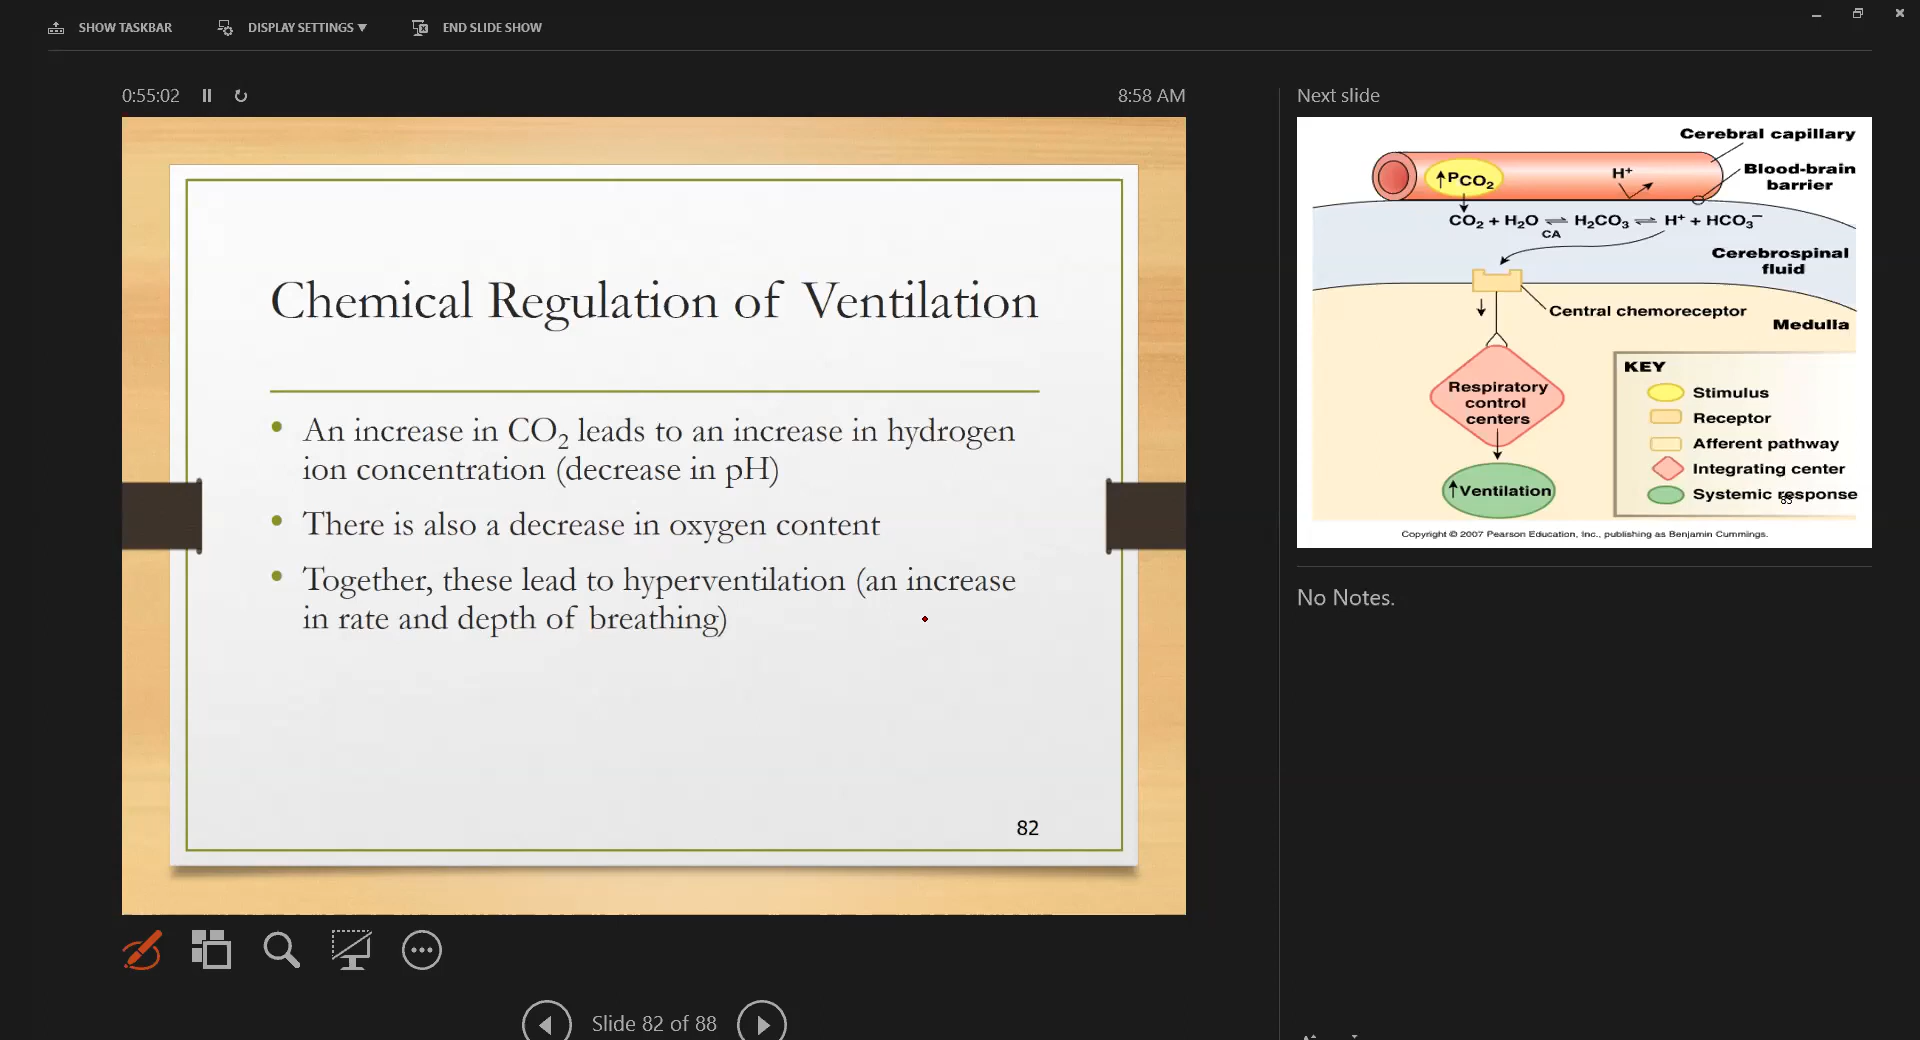 SHOW TASKBAR
DISPLAY SETTINGS ▼
END SLIDE SHOW
0:55:02
8:58 AM
Chemical Regulation of Ventilation
• An increase in CO₂ leads to an increase in hydrogen
ion concentration (decrease in pH)
• There is also a decrease in oxygen content
• Together, these lead to hyperventilation (an increase
in rate and depth of breathing)
82
Slide 82 of 88
Next slide
Cerebral capillary
Blood-brain
barrier
↑PCO₂
H⁺
CO₂ + H₂O ⇌ H₂CO₃ ⇌ H⁺ + HCO₃⁻
CA
Cerebrospinal
fluid
Central chemoreceptor
Medulla
Respiratory
control
centers
↑Ventilation
KEY
Stimulus
Receptor
Afferent pathway
Integrating center
Systemic response
83
Copyright © 2007 Pearson Education, Inc., publishing as Benjamin Cummings.
No Notes.